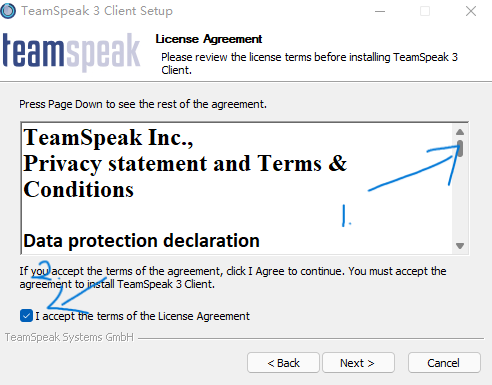 TeamSpeak 3 Client Setup
teamspeak
License Agreement
Please review the license terms before installing TeamSpeak 3
Client.
Press Page Down to see the rest of the agreement.
TeamSpeak Inc.,
Privacy statement and Terms &
Conditions
1.
Data protection declaration
If you accept the terms of the agreement, click I Agree to continue. You must accept the
agreement to install TeamSpeak 3 Client.
2.
I accept the terms of the License Agreement
TeamSpeak Systems GmbH
< Back
Next >
Cancel